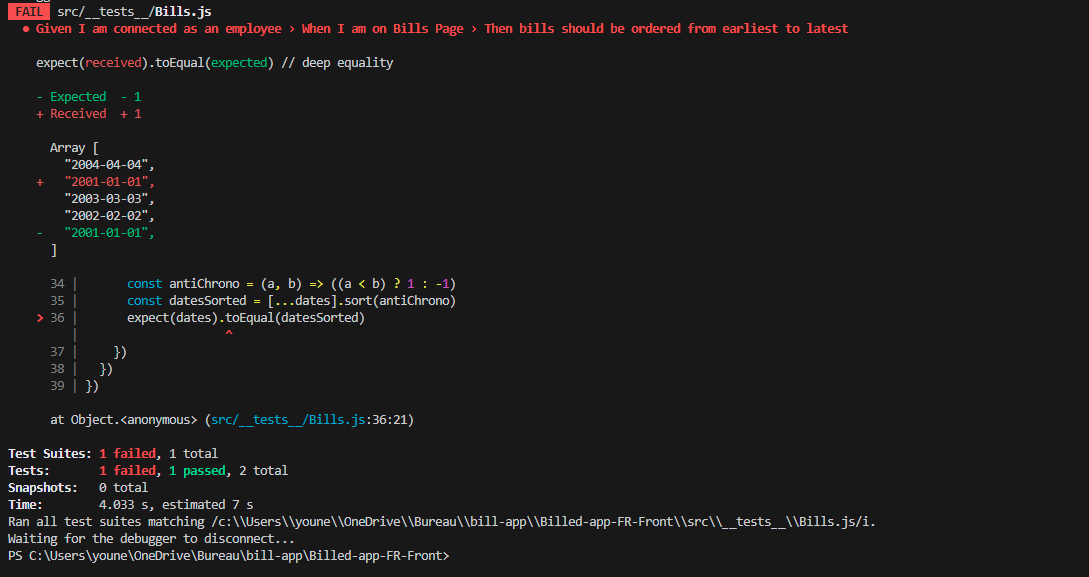 FAIL src/__tests__/Bills.js
● Given I am connected as an employee › When I am on Bills Page › Then bills should be ordered from earliest to latest
expect(received).toEqual(expected) // deep equality
- Expected - 1
+ Received + 1
Array [
"2004-04-04",
+ "2001-01-01",
"2003-03-03",
"2002-02-02",
- "2001-01-01",
]
34 | const antiChrono = (a, b) => ((a < b) ? 1 : -1)
35 | const datesSorted = [...dates].sort(antiChrono)
> 36 | expect(dates).toEqual(datesSorted)
| ^
37 | })
38 | })
39 | })
at Object.<anonymous> (src/__tests__/Bills.js:36:21)
Test Suites: 1 failed, 1 total
Tests: 1 failed, 1 passed, 2 total
Snapshots: 0 total
Time: 4.033 s, estimated 7 s
Ran all test suites matching /c:\\Users\\youne\\OneDrive\\Bureau\\bill-app\\Billed-app-FR-Front\\src\\__tests__\\Bills.js/i.
Waiting for the debugger to disconnect...
PS C:\Users\youne\OneDrive\Bureau\bill-app\Billed-app-FR-Front>